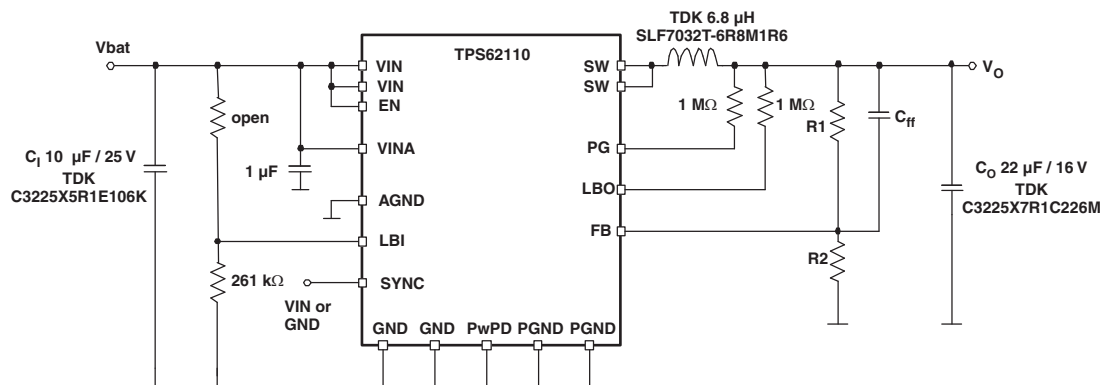 TDK 6.8 µH
SLF7032T-6R8M1R6
Vbat
TPS62110
VIN
SW
VO
VIN
SW
EN
open
1 MΩ
1 MΩ
R1
Cff
VINA
PG
CI 10 µF / 25 V
TDK
C3225X5R1E106K
1 µF
CO 22 µF / 16 V
TDK
C3225X7R1C226M
AGND
LBO
LBI
FB
261 kΩ
SYNC
R2
VIN or
GND
GND GND PwPD PGND PGND